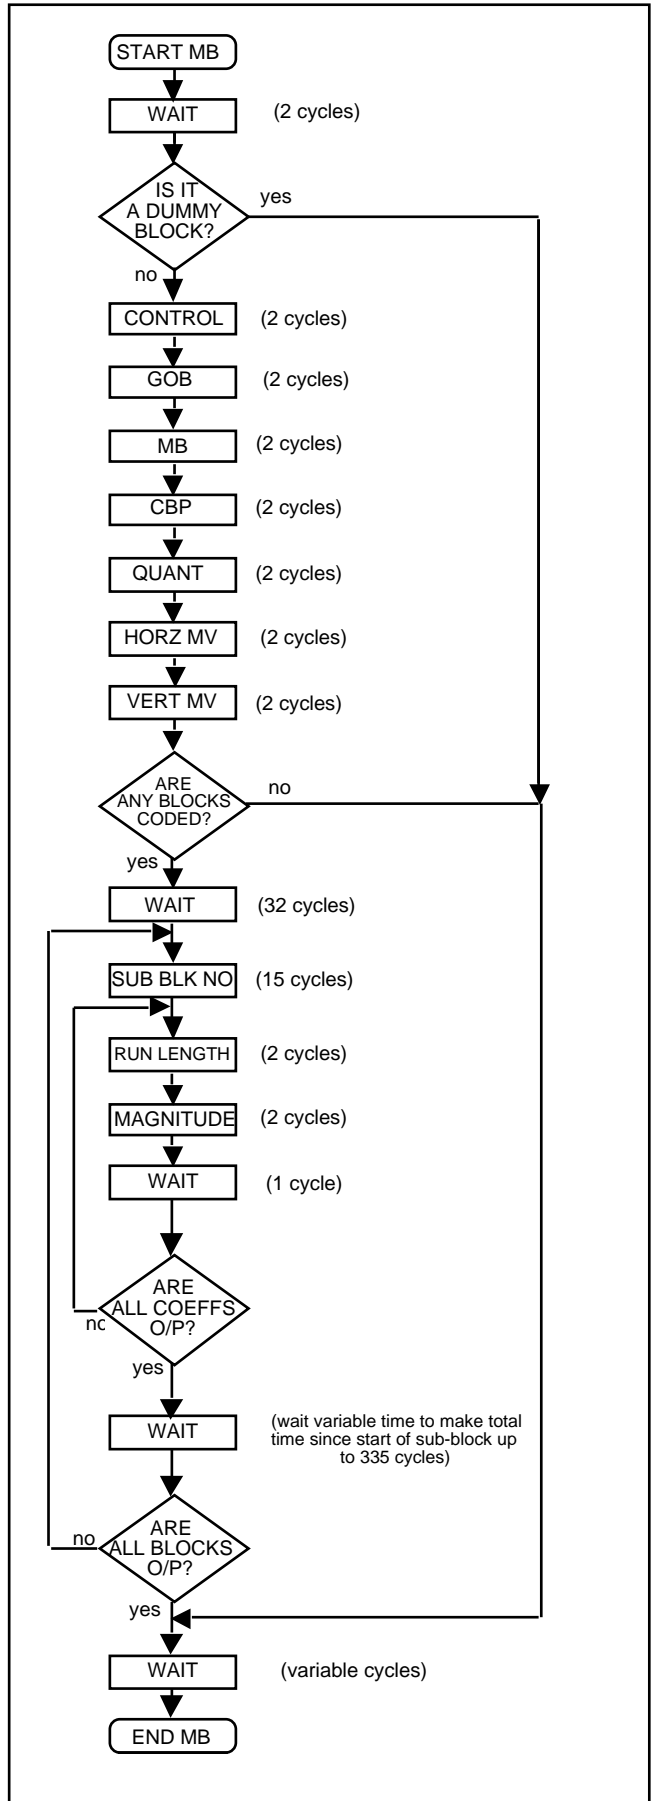 START MB
WAIT (2 cycles)
IS IT
A DUMMY
BLOCK?
yes
no
CONTROL (2 cycles)
GOB (2 cycles)
MB (2 cycles)
CBP (2 cycles)
QUANT (2 cycles)
HORZ MV (2 cycles)
VERT MV (2 cycles)
ARE
ANY BLOCKS
CODED?
no
yes
WAIT (32 cycles)
SUB BLK NO (15 cycles)
RUN LENGTH (2 cycles)
MAGNITUDE (2 cycles)
WAIT (1 cycle)
ARE
ALL COEFFS
O/P?
no
yes
WAIT
(wait variable time to make total
time since start of sub-block up
to 335 cycles)
ARE
ALL BLOCKS
O/P?
no
yes
WAIT (variable cycles)
END MB